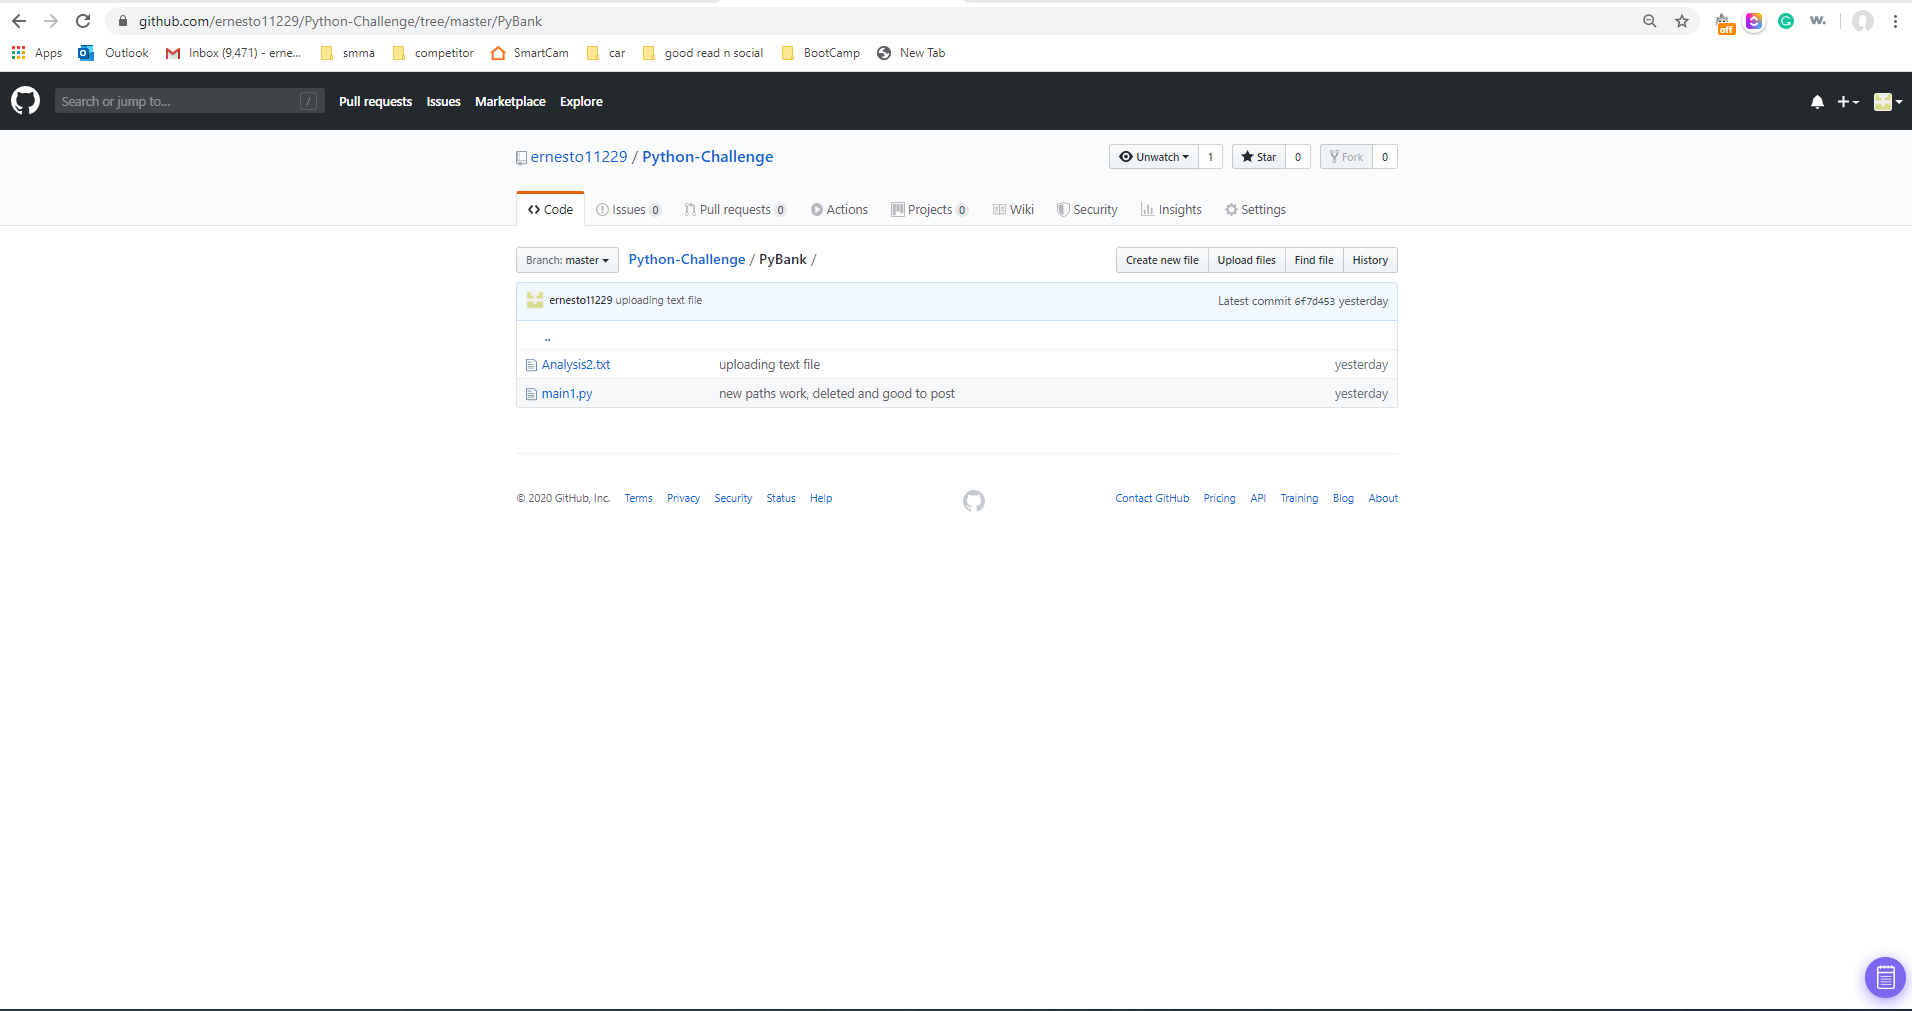 github.com/ernesto11229/Python-Challenge/tree/master/PyBank
off
w.
Apps Outlook Inbox (9,471) - erne... smma competitor SmartCam car good read n social BootCamp New Tab
Search or jump to... / Pull requests Issues Marketplace Explore
ernesto11229 / Python-Challenge Unwatch 1 Star 0 Fork 0
Code Issues 0 Pull requests 0 Actions Projects 0 Wiki Security Insights Settings
Branch: master Python-Challenge / PyBank / Create new file Upload files Find file History
ernesto11229 uploading text file Latest commit 6f7d453 yesterday
..
Analysis2.txt uploading text file yesterday
main1.py new paths work, deleted and good to post yesterday
© 2020 GitHub, Inc. Terms Privacy Security Status Help Contact GitHub Pricing API Training Blog About